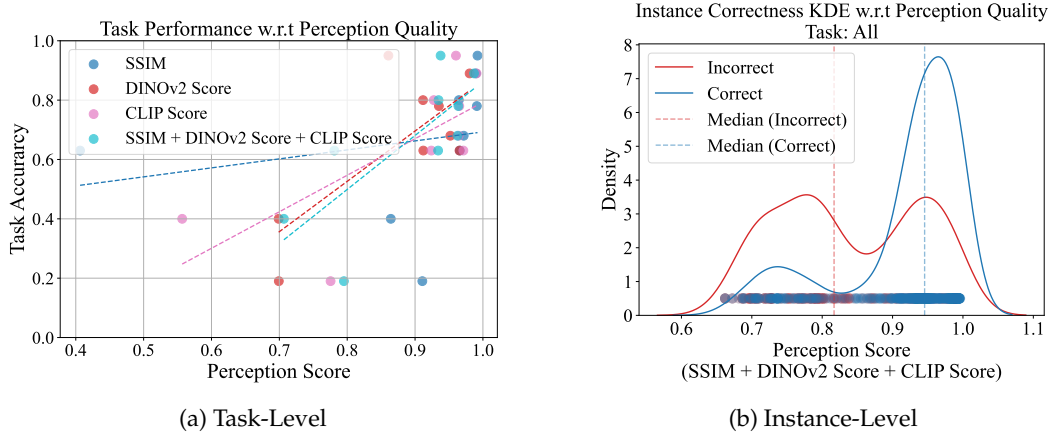 Task Performance w.r.t Perception Quality
1.0
0.8
0.6
0.4
0.2
0.0
Task Accurarcy
SSIM
DINOv2 Score
CLIP Score
SSIM + DINOv2 Score + CLIP Score
0.4 0.5 0.6 0.7 0.8 0.9 1.0
Perception Score
(a) Task-Level
Instance Correctness KDE w.r.t Perception Quality
Task: All
8
7
6
5
4
3
2
1
0
Density
Incorrect
Correct
Median (Incorrect)
Median (Correct)
0.6 0.7 0.8 0.9 1.0 1.1
Perception Score
(SSIM + DINOv2 Score + CLIP Score)
(b) Instance-Level